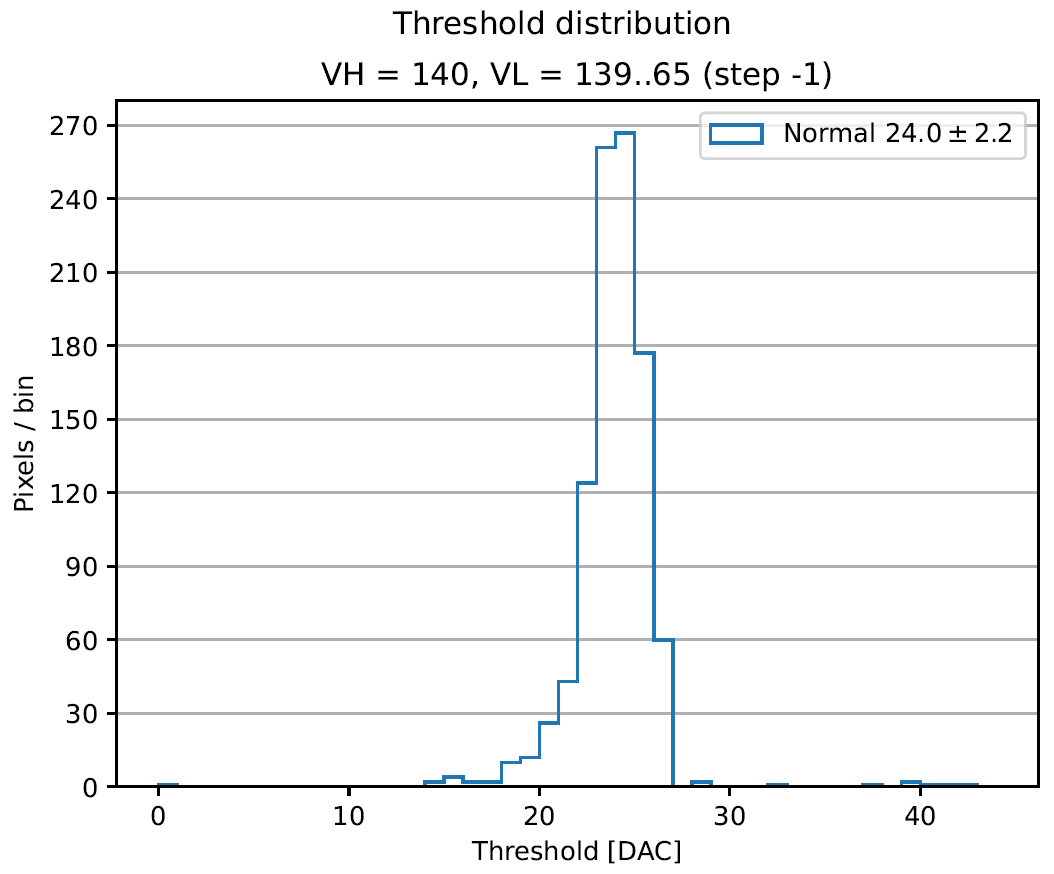 Threshold distribution
VH = 140, VL = 139..65 (step -1)
Normal 24.0 ± 2.2
270
240
210
180
150
120
90
60
30
0
Pixels / bin
0 10 20 30 40
Threshold [DAC]